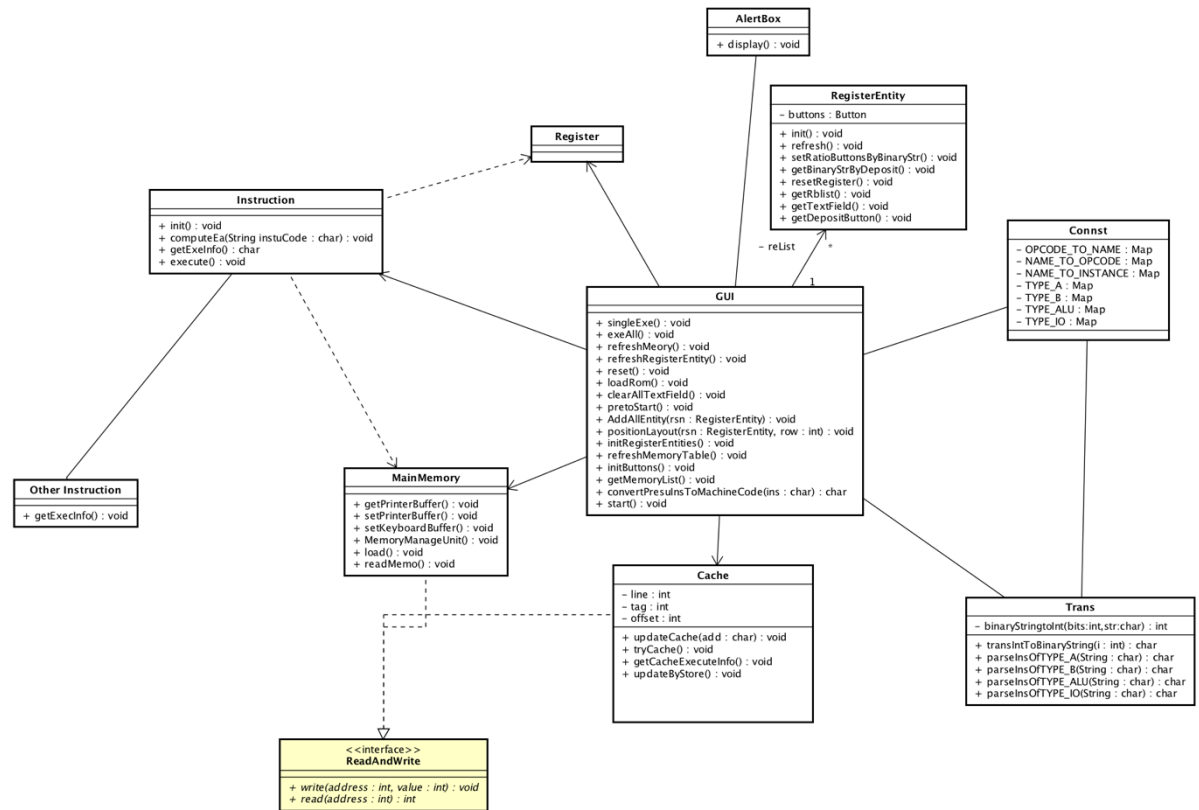 AlertBox
+ display() : void
RegisterEntity
− buttons : Button
+ init() : void
+ refresh() : void
+ setRatioButtonsByBinaryStr() : void
+ getBinaryStrByDeposit() : void
+ resetRegister() : void
+ getRblist() : void
+ getTextField() : void
+ getDepositButton() : void
Register
Instruction
+ init() : void
+ computeEa(String instuCode : char) : void
+ getExeInfo() : char
+ execute() : void
Connst
− OPCODE_TO_NAME : Map
− NAME_TO_OPCODE : Map
− NAME_TO_INSTANCE : Map
− TYPE_A : Map
− TYPE_B : Map
− TYPE_ALU : Map
− TYPE_IO : Map
− reList
*
1
GUI
+ singleExe() : void
+ exeAll() : void
+ refreshMeory() : void
+ refreshRegisterEntity() : void
+ reset() : void
+ loadRom() : void
+ clearAllTextField() : void
+ pretoStart() : void
+ AddAllEntity(rsn : RegisterEntity) : void
+ positionLayout(rsn : RegisterEntity, row : int) : void
+ initRegisterEntities() : void
+ refreshMemoryTable() : void
+ initButtons() : void
+ getMemoryList() : void
+ convertPresuInsToMachineCode(ins : char) : char
+ start() : void
Other Instruction
+ getExecInfo() : void
MainMemory
+ getPrinterBuffer() : void
+ setPrinterBuffer() : void
+ setKeyboardBuffer() : void
+ MemoryManageUnit() : void
+ load() : void
+ readMemo() : void
Cache
− line : int
− tag : int
− offset : int
+ updateCache(add : char) : void
+ tryCache() : void
+ getCacheExecuteInfo() : void
+ updateByStore() : void
Trans
− binaryStringtoInt(bits:int,str:char) : int
+ transIntToBinaryString(i : int) : char
+ parseInsOfTYPE_A(String : char) : char
+ parseInsOfTYPE_B(String : char) : char
+ parseInsOfTYPE_ALU(String : char) : char
+ parseInsOfTYPE_IO(String : char) : char
<<interface>>
ReadAndWrite
+ write(address : int, value : int) : void
+ read(address : int) : int